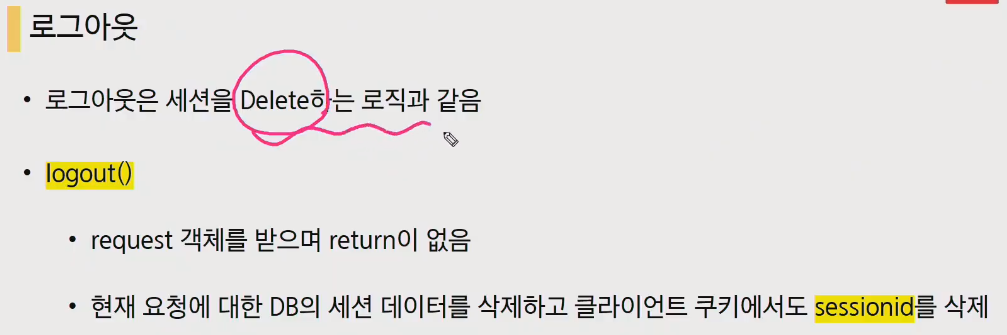 로그아웃
• 로그아웃은 세션을 Delete하는 로직과 같음
• logout()
• request 객체를 받으며 return이 없음
• 현재 요청에 대한 DB의 세션 데이터를 삭제하고 클라이언트 쿠키에서도 sessionid를 삭제